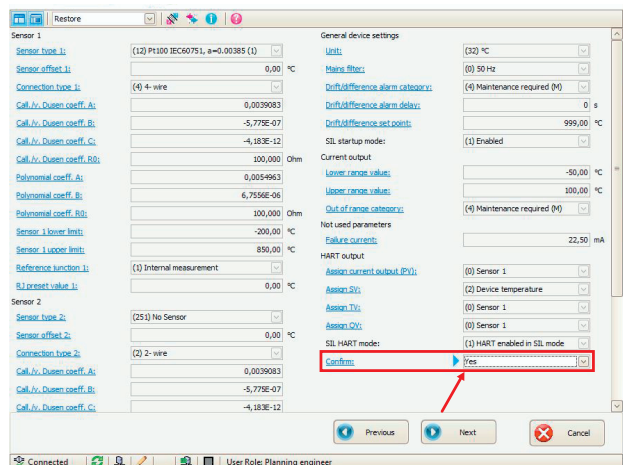 Restore
Sensor 1
Sensor type 1: (12) Pt100 IEC60751, a=0.00385 (1)
Sensor offset 1: 0,00 °C
Connection type 1: (4) 4- wire
Call./v. Dusen coeff. A: 0,0039083
Call./v. Dusen coeff. B: -5,775E-07
Call./v. Dusen coeff. C: -4,183E-12
Call./v. Dusen coeff. R0: 100,000 Ohm
Polynomial coeff. A: 0,0054963
Polynomial coeff. B: 6,7556E-06
Polynomial coeff. R0: 100,000 Ohm
Sensor 1 lower limit: -200,00 °C
Sensor 1 upper limit: 850,00 °C
Reference junction 1: (1) Internal measurement
RJ preset value 1: 0,00 °C
Sensor 2
Sensor type 2: (251) No Sensor
Sensor offset 2: 0,00 °C
Connection type 2: (2) 2- wire
Call./v. Dusen coeff. A: 0,0039083
Call./v. Dusen coeff. B: -5,775E-07
Call./v. Dusen coeff. C: -4,183E-12
General device settings
Unit: (32) °C
Mains filter: (0) 50 Hz
Drift/difference alarm category: (4) Maintenance required (M)
Drift/difference alarm delay: 0 s
Drift/difference set point: 999,00 °C
SIL startup mode: (1) Enabled
Current output
Lower range value: -50,00 °C
Upper range value: 100,00 °C
Out of range category: (4) Maintenance required (M)
Not used parameters
Failure current: 22,50 mA
HART output
Assign current output (PV): (0) Sensor 1
Assign SV: (2) Device temperature
Assign TV: (0) Sensor 1
Assign QV: (0) Sensor 1
SIL HART mode: (1) HART enabled in SIL mode
Confirm: Yes
Previous Next Cancel
Connected User Role: Planning engineer